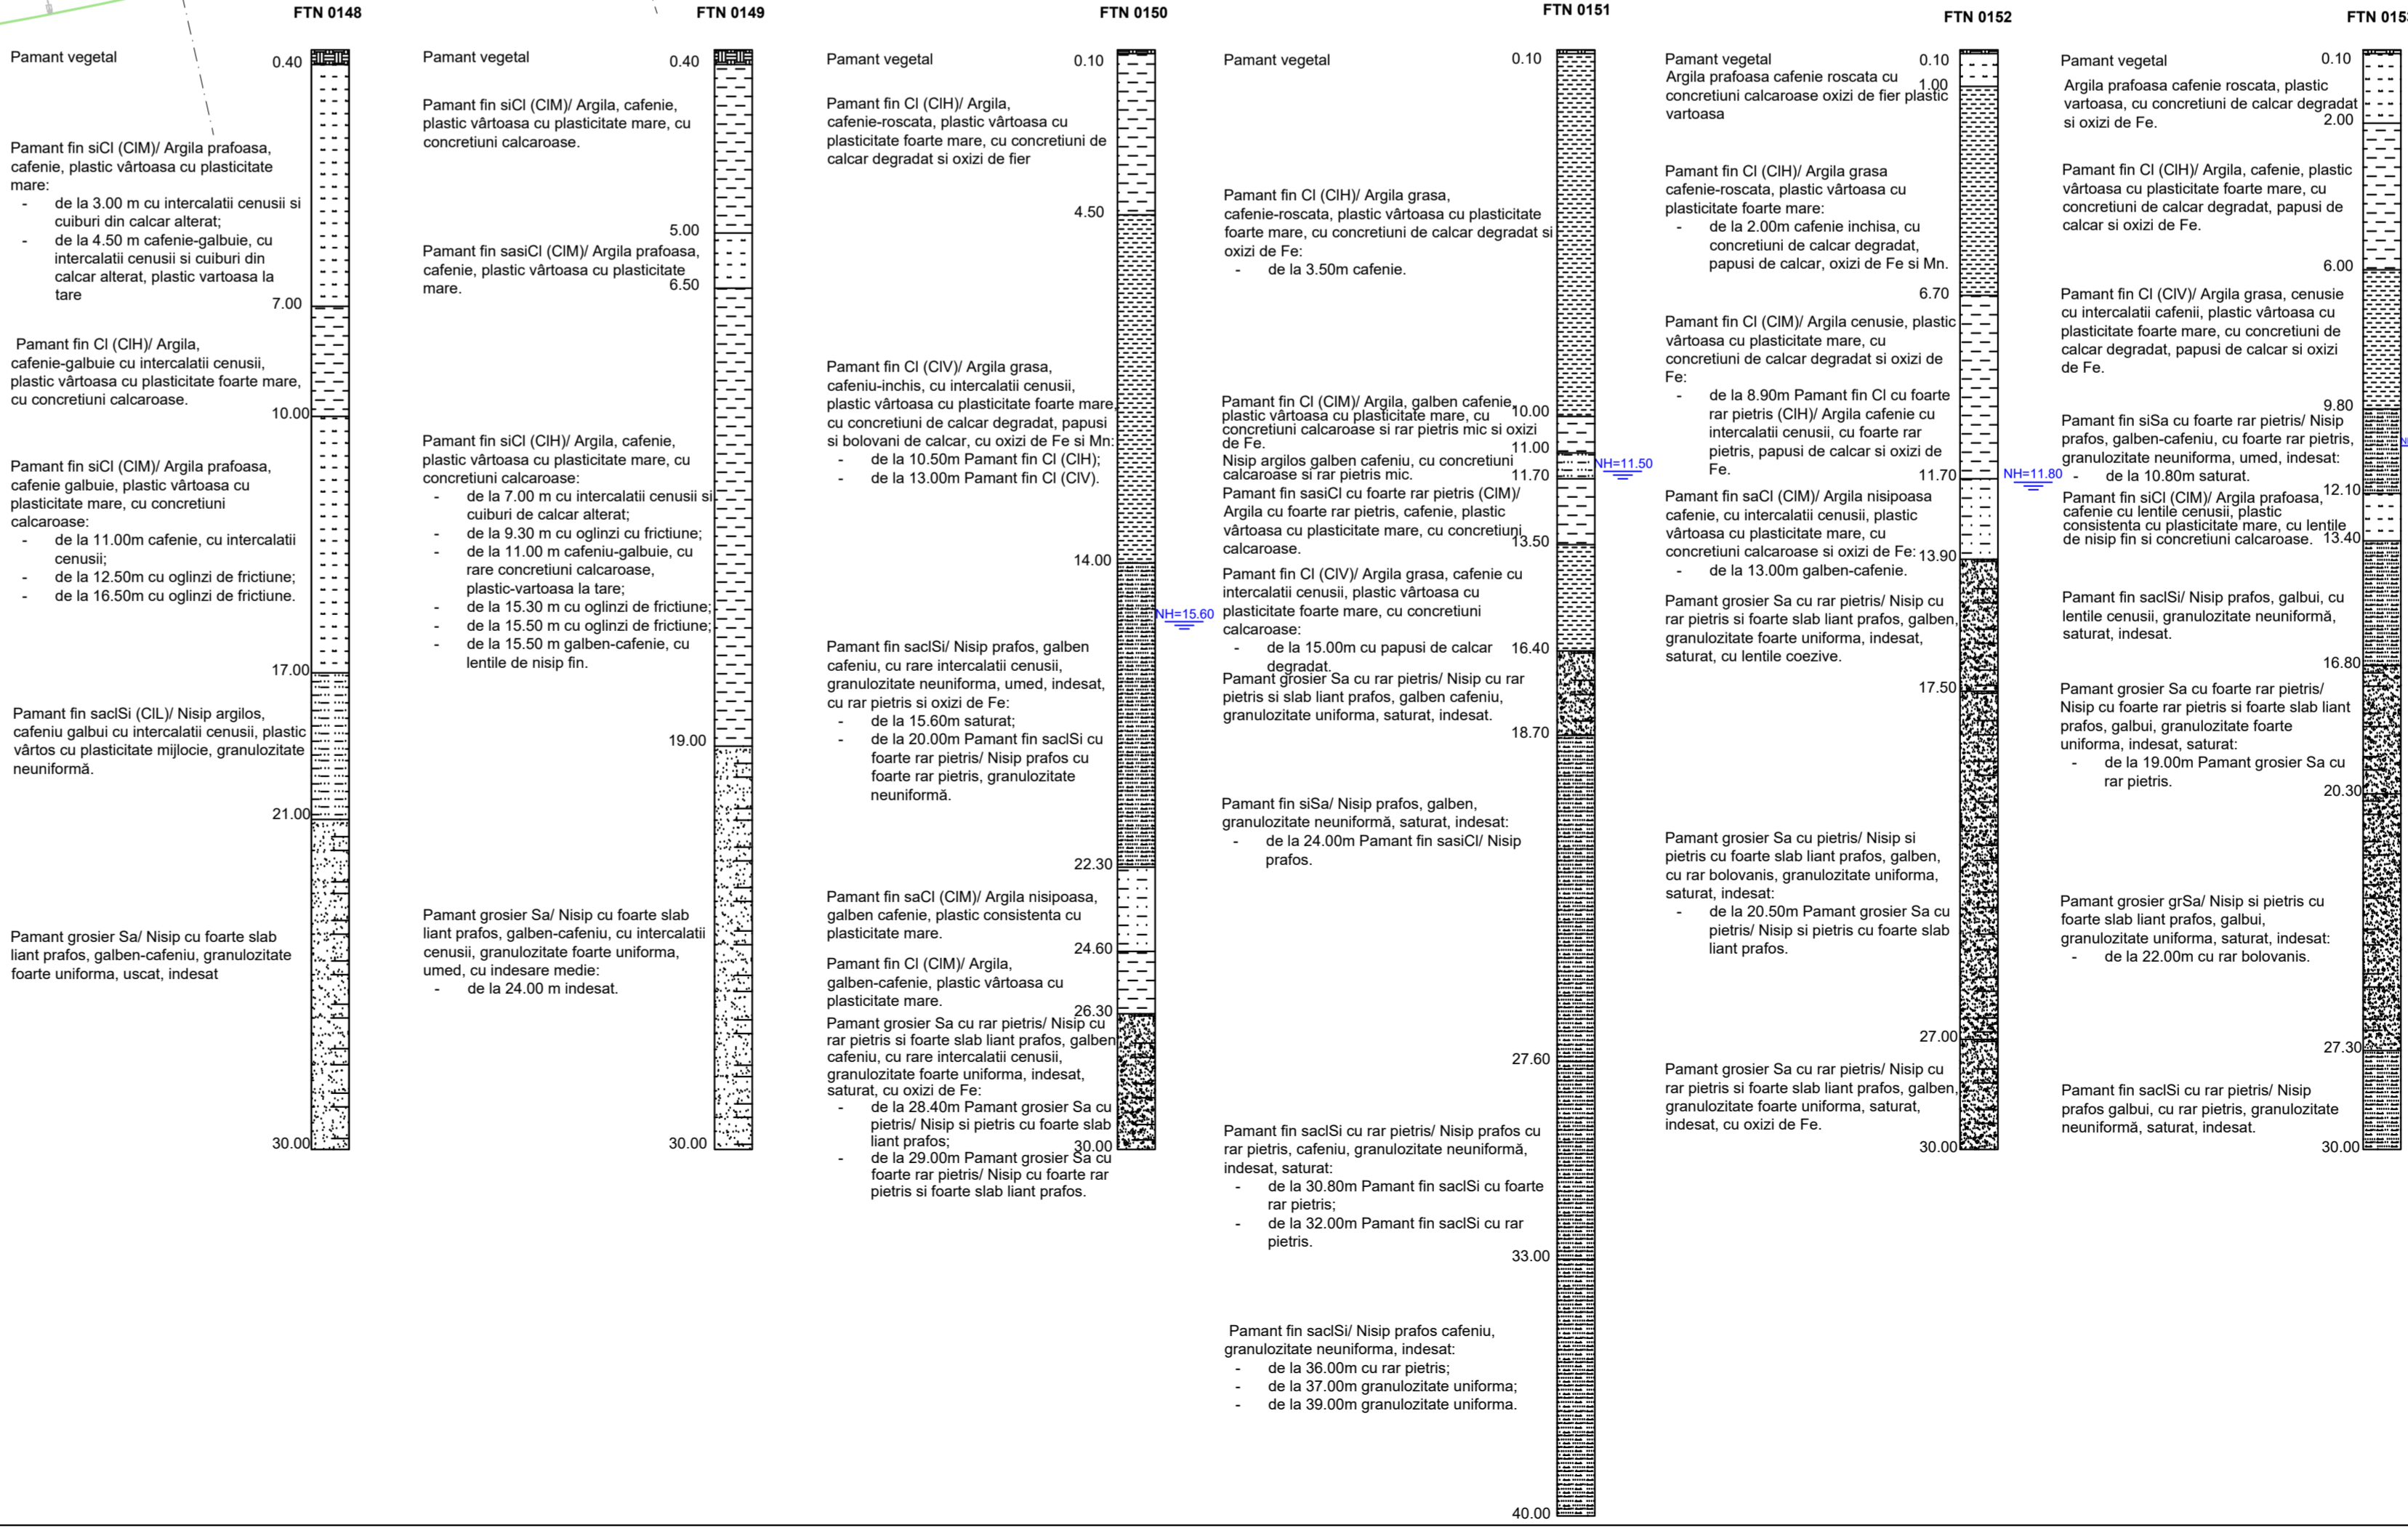 FTN 0148
Pamant vegetal
0.40
Pamant fin siCl (ClM)/ Argila prafoasa,
cafenie, plastic vârtoasa cu plasticitate
mare:
- de la 3.00 m cu intercalatii cenusii si
cuiburi din calcar alterat;
- de la 4.50 m cafenie-galbuie, cu
intercalatii cenusii si cuiburi din
calcar alterat, plastic vartoasa la
tare
7.00
Pamant fin Cl (ClH)/ Argila,
cafenie-galbuie cu intercalatii cenusii,
plastic vârtoasa cu plasticitate foarte mare,
cu concretiuni calcaroase.
10.00
Pamant fin siCl (ClM)/ Argila prafoasa,
cafenie galbuie, plastic vârtoasa cu
plasticitate mare, cu concretiuni
calcaroase:
- de la 11.00m cafenie, cu intercalatii
cenusii;
- de la 12.50m cu oglinzi de frictiune;
- de la 16.50m cu oglinzi de frictiune.
17.00
Pamant fin saclSi (ClL)/ Nisip argilos,
cafeniu galbui cu intercalatii cenusii, plastic
vârtos cu plasticitate mijlocie, granulozitate
neuniformă.
21.00
Pamant grosier Sa/ Nisip cu foarte slab
liant prafos, galben-cafeniu, granulozitate
foarte uniforma, uscat, indesat
30.00
FTN 0149
Pamant vegetal
0.40
Pamant fin siCl (ClM)/ Argila, cafenie,
plastic vârtoasa cu plasticitate mare, cu
concretiuni calcaroase.
5.00
Pamant fin sasiCl (ClM)/ Argila prafoasa,
cafenie, plastic vârtoasa cu plasticitate
mare.
6.50
Pamant fin siCl (ClH)/ Argila, cafenie,
plastic vârtoasa cu plasticitate mare, cu
concretiuni calcaroase:
- de la 7.00 m cu intercalatii cenusii si
cuiburi de calcar alterat;
- de la 9.30 m cu oglinzi cu frictiune;
- de la 11.00 m cafeniu-galbuie, cu
rare concretiuni calcaroase,
plastic-vartoasa la tare;
- de la 15.30 m cu oglinzi de frictiune;
- de la 15.50 m cu oglinzi de frictiune;
- de la 15.50 m galben-cafenie, cu
lentile de nisip fin.
19.00
Pamant grosier Sa/ Nisip cu foarte slab
liant prafos, galben-cafeniu, cu intercalatii
cenusii, granulozitate foarte uniforma,
umed, cu indesare medie:
- de la 24.00 m indesat.
30.00
FTN 0150
Pamant vegetal
0.10
Pamant fin Cl (ClH)/ Argila,
cafenie-roscata, plastic vârtoasa cu
plasticitate foarte mare, cu concretiuni de
calcar degradat si oxizi de fier
4.50
Pamant fin Cl (ClV)/ Argila grasa,
cafeniu-inchis, cu intercalatii cenusii,
plastic vârtoasa cu plasticitate foarte mare,
cu concretiuni de calcar degradat, papusi
si bolovani de calcar, cu oxizi de Fe si Mn:
- de la 10.50m Pamant fin Cl (ClH);
- de la 13.00m Pamant fin Cl (ClV).
14.00
NH=15.60
Pamant fin saclSi/ Nisip prafos, galben
cafeniu, cu rare intercalatii cenusii,
granulozitate neuniforma, umed, indesat,
cu rar pietris si oxizi de Fe:
- de la 15.60m saturat;
- de la 20.00m Pamant fin saclSi cu
foarte rar pietris/ Nisip prafos cu
foarte rar pietris, granulozitate
neuniformă.
22.30
Pamant fin saCl (ClM)/ Argila nisipoasa,
galben cafenie, plastic consistenta cu
plasticitate mare.
24.60
Pamant fin Cl (ClM)/ Argila,
galben-cafenie, plastic vârtoasa cu
plasticitate mare.
26.30
Pamant grosier Sa cu rar pietris/ Nisip cu
rar pietris si foarte slab liant prafos, galben
cafeniu, cu rare intercalatii cenusii,
granulozitate foarte uniforma, indesat,
saturat, cu oxizi de Fe:
- de la 28.40m Pamant grosier Sa cu
pietris/ Nisip si pietris cu foarte slab
liant prafos;
30.00
- de la 29.00m Pamant grosier Sa cu
foarte rar pietris/ Nisip cu foarte rar
pietris si foarte slab liant prafos.
FTN 0151
Pamant vegetal
0.10
Pamant fin Cl (ClH)/ Argila grasa,
cafenie-roscata, plastic vârtoasa cu plasticitate
foarte mare, cu concretiuni de calcar degradat si
oxizi de Fe:
- de la 3.50m cafenie.
Pamant fin Cl (ClM)/ Argila, galben cafenie,
10.00
plastic vârtoasa cu plasticitate mare, cu
concretiuni calcaroase si rar pietris mic si oxizi
de Fe.
11.00
Nisip argilos galben cafeniu, cu concretiuni
calcaroase si rar pietris mic.
11.70
NH=11.50
Pamant fin sasiCl cu foarte rar pietris (ClM)/
Argila cu foarte rar pietris, cafenie, plastic
vârtoasa cu plasticitate mare, cu concretiuni
calcaroase.
13.50
Pamant fin Cl (ClV)/ Argila grasa, cafenie cu
intercalatii cenusii, plastic vârtoasa cu
plasticitate foarte mare, cu concretiuni
calcaroase:
- de la 15.00m cu papusi de calcar
degradat.
16.40
Pamant grosier Sa cu rar pietris/ Nisip cu rar
pietris si slab liant prafos, galben cafeniu,
granulozitate uniforma, saturat, indesat.
18.70
Pamant fin siSa/ Nisip prafos, galben,
granulozitate neuniformă, saturat, indesat:
- de la 24.00m Pamant fin sasiCl/ Nisip
prafos.
27.60
Pamant fin saclSi cu rar pietris/ Nisip prafos cu
rar pietris, cafeniu, granulozitate neuniformă,
indesat, saturat:
- de la 30.80m Pamant fin saclSi cu foarte
rar pietris;
- de la 32.00m Pamant fin saclSi cu rar
pietris.
33.00
Pamant fin saclSi/ Nisip prafos cafeniu,
granulozitate neuniforma, indesat:
- de la 36.00m cu rar pietris;
- de la 37.00m granulozitate uniforma;
- de la 39.00m granulozitate uniforma.
40.00
FTN 0152
Pamant vegetal
0.10
Argila prafoasa cafenie roscata cu
1.00
concretiuni calcaroase oxizi de fier plastic
vartoasa
Pamant fin Cl (ClH)/ Argila grasa
cafenie-roscata, plastic vârtoasa cu
plasticitate foarte mare:
- de la 2.00m cafenie inchisa, cu
concretiuni de calcar degradat,
papusi de calcar, oxizi de Fe si Mn.
6.70
Pamant fin Cl (ClM)/ Argila cenusie, plastic
vârtoasa cu plasticitate mare, cu
concretiuni de calcar degradat si oxizi de
Fe:
- de la 8.90m Pamant fin Cl cu foarte
rar pietris (ClH)/ Argila cafenie cu
intercalatii cenusii, cu foarte rar
pietris, papusi de calcar si oxizi de
Fe.
11.70
NH=11.80
Pamant fin saCl (ClM)/ Argila nisipoasa
cafenie, cu intercalatii cenusii, plastic
vârtoasa cu plasticitate mare, cu
concretiuni calcaroase si oxizi de Fe:
13.90
- de la 13.00m galben-cafenie.
Pamant grosier Sa cu rar pietris/ Nisip cu
rar pietris si foarte slab liant prafos, galben,
granulozitate foarte uniforma, indesat,
saturat, cu lentile coezive.
17.50
Pamant grosier Sa cu pietris/ Nisip si
pietris cu foarte slab liant prafos, galben,
cu rar bolovanis, granulozitate uniforma,
saturat, indesat:
- de la 20.50m Pamant grosier Sa cu
pietris/ Nisip si pietris cu foarte slab
liant prafos.
27.00
Pamant grosier Sa cu rar pietris/ Nisip cu
rar pietris si foarte slab liant prafos, galben,
granulozitate foarte uniforma, saturat,
indesat, cu oxizi de Fe.
30.00
FTN 015
Pamant vegetal
0.10
Argila prafoasa cafenie roscata, plastic
vartoasa, cu concretiuni de calcar degradat
si oxizi de Fe.
2.00
Pamant fin Cl (ClH)/ Argila, cafenie, plastic
vârtoasa cu plasticitate foarte mare, cu
concretiuni de calcar degradat, papusi de
calcar si oxizi de Fe.
6.00
Pamant fin Cl (ClV)/ Argila grasa, cenusie
cu intercalatii cafenii, plastic vârtoasa cu
plasticitate foarte mare, cu concretiuni de
calcar degradat, papusi de calcar si oxizi
de Fe.
9.80
Pamant fin siSa cu foarte rar pietris/ Nisip
prafos, galben-cafeniu, cu foarte rar pietris,
granulozitate neuniforma, umed, indesat:
- de la 10.80m saturat.
12.10
Pamant fin siCl (ClM)/ Argila prafoasa,
cafenie cu lentile cenusii, plastic
consistenta cu plasticitate mare, cu lentile
de nisip fin si concretiuni calcaroase.
13.40
Pamant fin saclSi/ Nisip prafos, galbui, cu
lentile cenusii, granulozitate neuniformă,
saturat, indesat.
16.80
Pamant grosier Sa cu foarte rar pietris/
Nisip cu foarte rar pietris si foarte slab liant
prafos, galbui, granulozitate foarte
uniforma, indesat, saturat:
- de la 19.00m Pamant grosier Sa cu
rar pietris.
20.30
Pamant grosier grSa/ Nisip si pietris cu
foarte slab liant prafos, galbui,
granulozitate uniforma, saturat, indesat:
- de la 22.00m cu rar bolovanis.
27.30
Pamant fin saclSi cu rar pietris/ Nisip
prafos galbui, cu rar pietris, granulozitate
neuniformă, saturat, indesat.
30.00